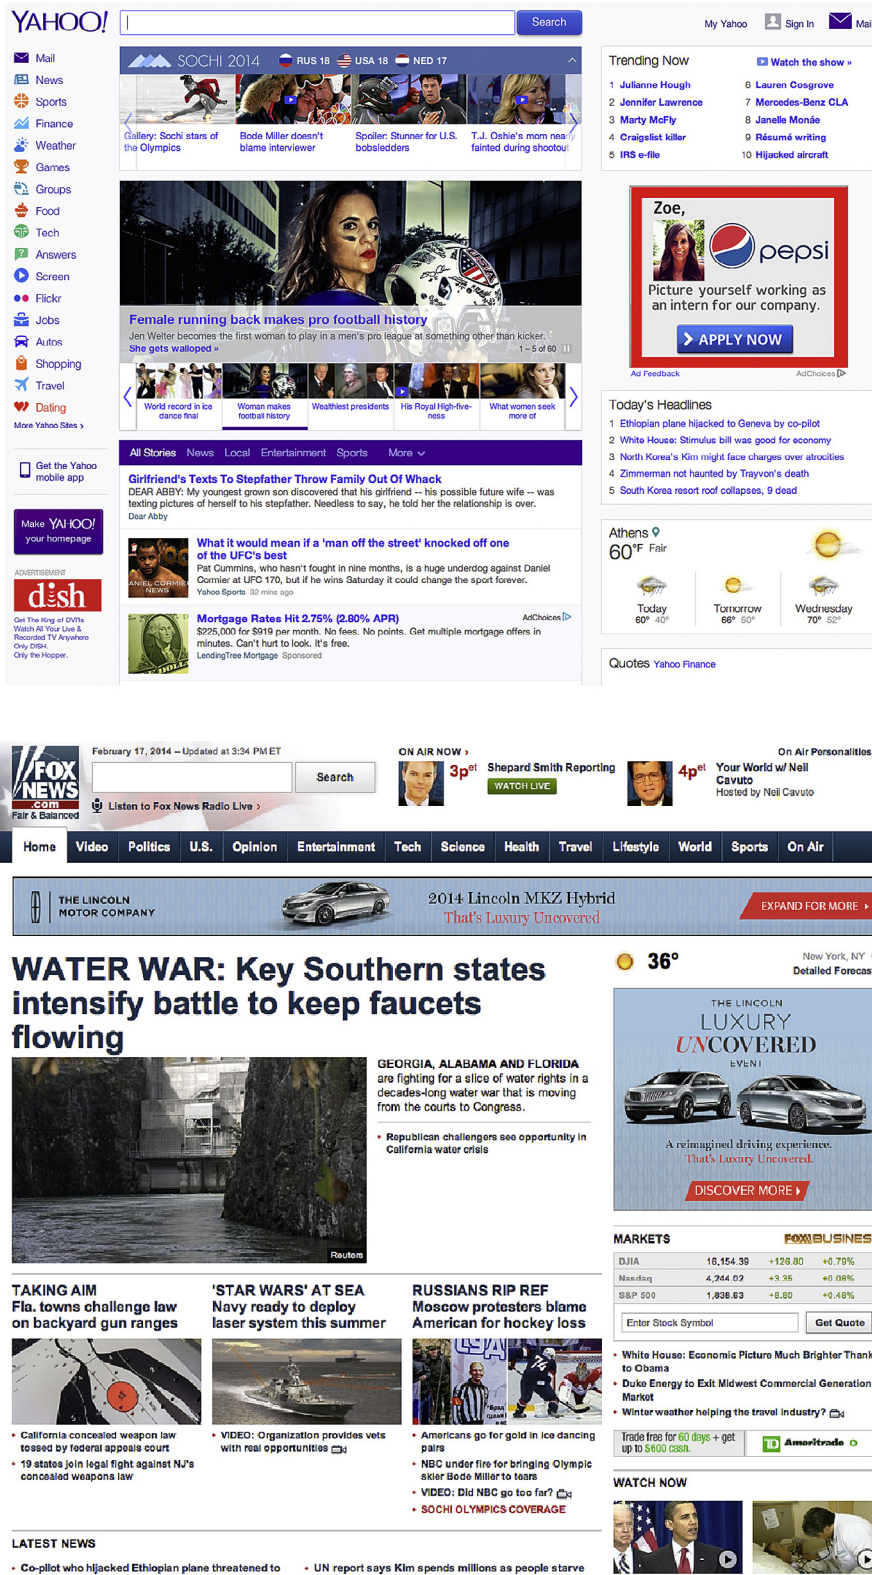 YAHOO!
Search
My Yahoo
Sign In
Mai
Mail
News
Sports
Finance
Weather
Games
Groups
Food
Tech
Answers
Screen
Flickr
Jobs
Autos
Shopping
Travel
Dating
More Yahoo Sites >
Get the Yahoo
mobile app
Make YAHOO!
your homepage
ADVERTISEMENT
dish
Get The King of DVRs
Watch All Your Live &
Recorded TV Anywhere
Only DISH.
Only the Hopper.
SOCHI 2014 RUS 18 USA 18 NED 17
Gallery: Sochi stars of
the Olympics
Bode Miller doesn't
blame interviewer
Spoiler: Stunner for U.S.
bobsledders
T.J. Oshie's mom nearly
fainted during shootout
Female running back makes pro football history
Jen Welter becomes the first woman to play in a men's pro league at something other than kicker.
She gets walloped »
1 – 5 of 60
World record in ice
dance final
Woman makes
football history
Wealthiest presidents
His Royal High-five-
ness
What women seek
more of
All Stories News Local Entertainment Sports More
Girlfriend's Texts To Stepfather Throw Family Out Of Whack
DEAR ABBY: My youngest grown son discovered that his girlfriend -- his possible future wife -- was
texting pictures of herself to his stepfather. Needless to say, he told her the relationship is over.
Dear Abby
ANIEL CORMIE
NEWS
What it would mean if a 'man off the street' knocked off one
of the UFC's best
Pat Cummins, who hasn't fought in nine months, is a huge underdog against Daniel
Cormier at UFC 170, but if he wins Saturday it could change the sport forever.
Yahoo Sports 32 mins ago
Mortgage Rates Hit 2.75% (2.80% APR)
AdChoices
$225,000 for $919 per month. No fees. No points. Get multiple mortgage offers in
minutes. Can't hurt to look. It's free.
LendingTree Mortgage Sponsored
Trending Now
Watch the show »
1 Julianne Hough
2 Jennifer Lawrence
3 Marty McFly
4 Craigslist killer
5 IRS e-file
6 Lauren Cosgrove
7 Mercedes-Benz CLA
8 Janelle Monáe
9 Résumé writing
10 Hijacked aircraft
Zoe,
pepsi
Picture yourself working as
an intern for our company.
APPLY NOW
Ad Feedback
AdChoices
Today's Headlines
1 Ethiopian plane hijacked to Geneva by co-pilot
2 White House: Stimulus bill was good for economy
3 North Korea's Kim might face charges over atrocities
4 Zimmerman not haunted by Trayvon's death
5 South Korea resort roof collapses, 9 dead
Athens
60°F Fair
Today
60° 40°
Tomorrow
66° 50°
Wednesday
70° 52°
Quotes Yahoo Finance
FOX
NEWS
.com
Fair & Balanced
February 17, 2014 -- Updated at 3:34 PM ET
Search
Listen to Fox News Radio Live ›
ON AIR NOW ›
3p et
Shepard Smith Reporting
WATCH LIVE
4p et
On Air Personalities
Your World w/ Neil
Cavuto
Hosted by Neil Cavuto
Home Video Politics U.S. Opinion Entertainment Tech Science Health Travel Lifestyle World Sports On Air
THE LINCOLN
MOTOR COMPANY
2014 Lincoln MKZ Hybrid
That's Luxury Uncovered
EXPAND FOR MORE
WATER WAR: Key Southern states
intensify battle to keep faucets
flowing
Reuters
GEORGIA, ALABAMA AND FLORIDA
are fighting for a slice of water rights in a
decades-long water war that is moving
from the courts to Congress.
• Republican challengers see opportunity in
California water crisis
TAKING AIM
Fla. towns challenge law
on backyard gun ranges
• California concealed weapon law
tossed by federal appeals court
• 19 states join legal fight against NJ's
concealed weapons law
'STAR WARS' AT SEA
Navy ready to deploy
laser system this summer
• VIDEO: Organization provides vets
with real opportunities
RUSSIANS RIP REF
Moscow protesters blame
American for hockey loss
74
• Americans go for gold in ice dancing
pairs
• NBC under fire for bringing Olympic
skier Bode Miller to tears
• VIDEO: Did NBC go too far?
• SOCHI OLYMPICS COVERAGE
LATEST NEWS
• Co-pilot who hijacked Ethiopian plane threatened to
• UN report says Kim spends millions as people starve
36°
New York, NY
Detailed Forecast
THE LINCOLN
LUXURY
UNCOVERED
EVENT
A reimagined driving experience.
That's Luxury Uncovered.
DISCOVER MORE
MARKETS
FOX BUSINES
DJIA 16,154.39 +126.80 +0.79%
Nasdaq 4,244.02 +3.35 +0.08%
S&P 500 1,838.63 +8.80 +0.48%
Enter Stock Symbol
Get Quote
• White House: Economic Picture Much Brighter Thank
to Obama
• Duke Energy to Exit Midwest Commercial Generation
Market
• Winter weather helping the travel industry?
Trade free for 60 days + get
up to $600 cash.
TD Ameritrade
WATCH NOW